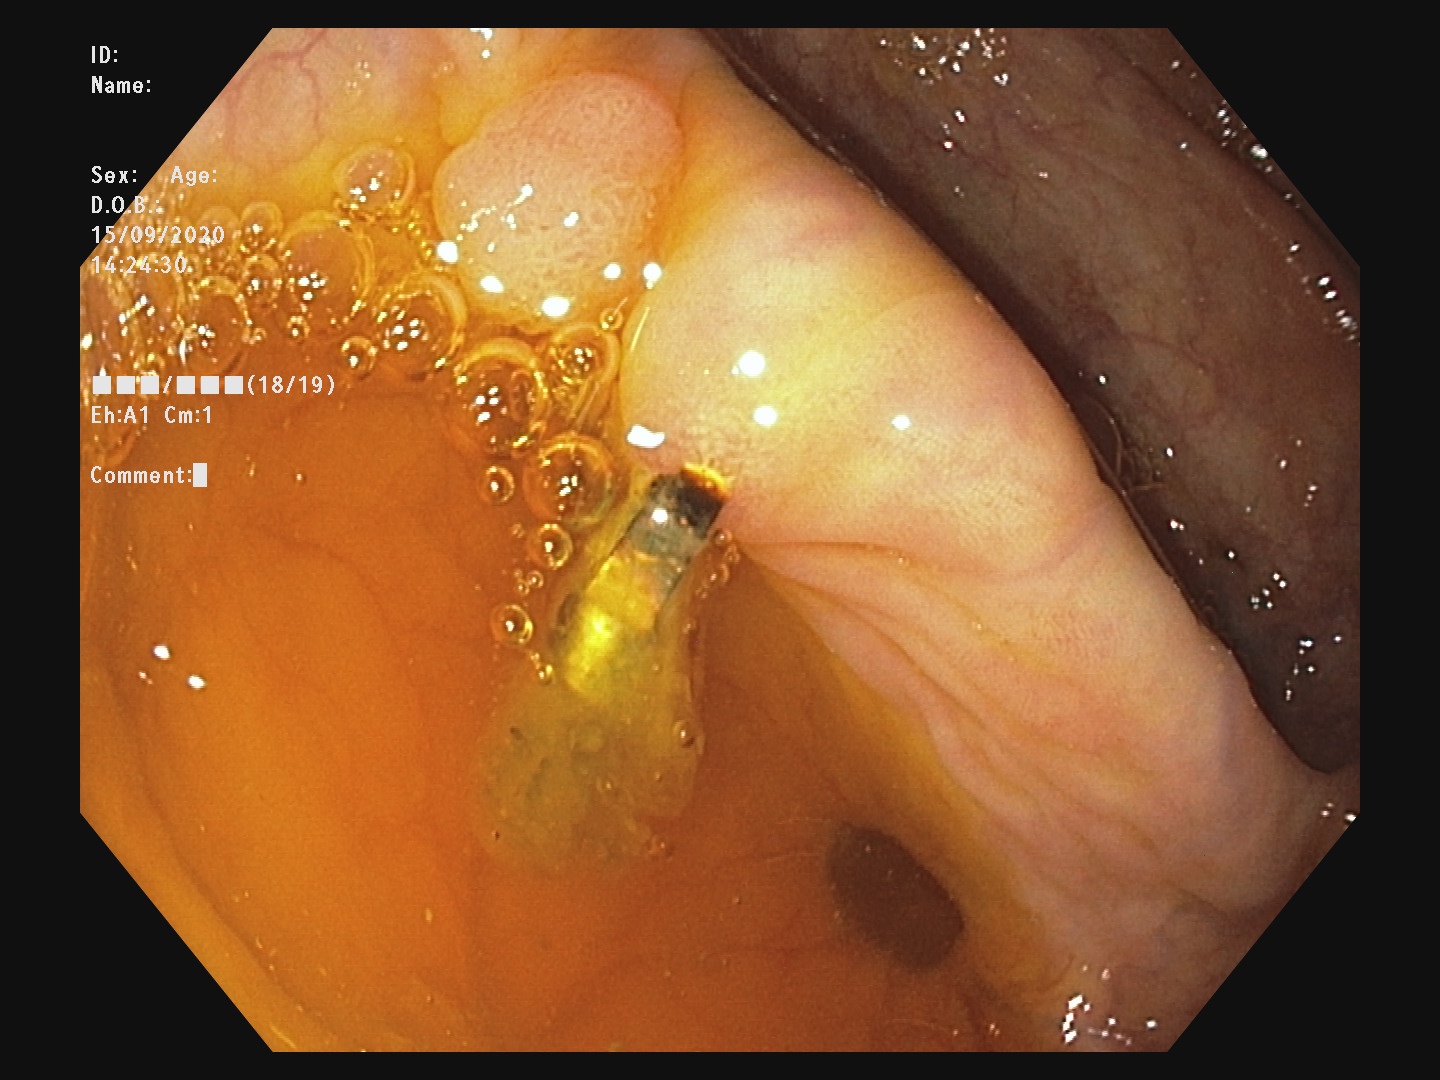 ID:
Name:
Sex: Age:
D.O.B.:
15/09/2020
14:24:30
■■■/■■■(18/19)
Eh:A1 Cm:1
Comment: